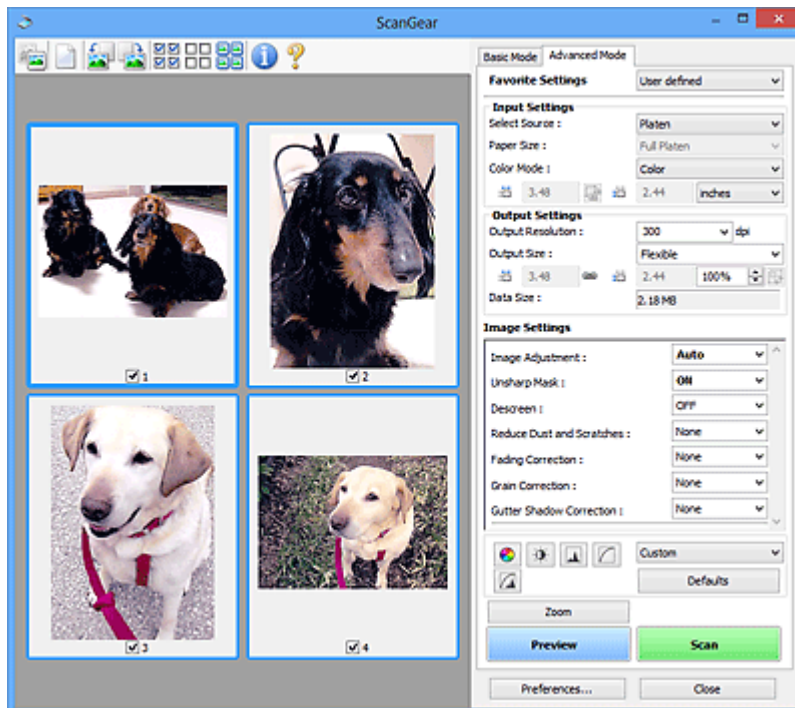 ScanGear
Basic Mode Advanced Mode
Favorite Settings User defined
Input Settings
Select Source : Platen
Paper Size : Full Platen
Color Mode : Color
3.48 2.44 inches
Output Settings
Output Resolution : 300 dpi
Output Size : Flexible
3.48 2.44 100%
Data Size : 2.18 MB
Image Settings
Image Adjustment : Auto
Unsharp Mask : ON
Descreen : OFF
Reduce Dust and Scratches : None
Fading Correction : None
Grain Correction : None
Gutter Shadow Correction : None
Custom
Defaults
Zoom
Preview Scan
Preferences... Close
1
2
3
4